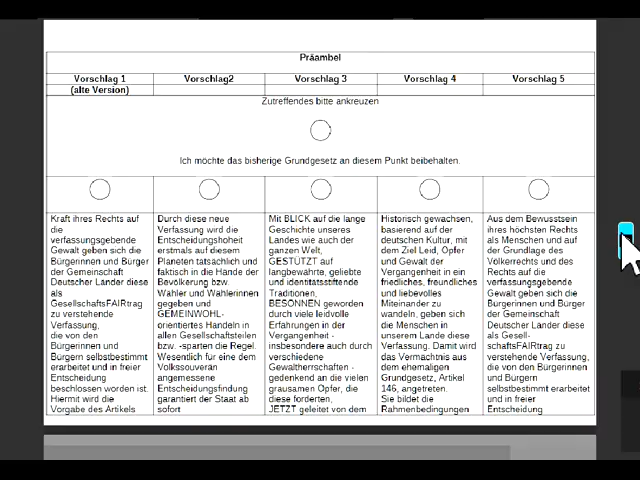 Präambel
Vorschlag 1
(alte Version)
Vorschlag2
Vorschlag 3
Vorschlag 4
Vorschlag 5
Zutreffendes bitte ankreuzen
Ich möchte das bisherige Grundgesetz an diesem Punkt beibehalten.
Kraft ihres Rechts auf
die
verfassungsgebende
Gewalt geben sich die
Bürgerinnen und Bürger
der Gemeinschaft
Deutscher Länder diese
als
GesellschaftsFAIRtrag
zu verstehende
Verfassung,
die von den
Bürgerinnen und
Bürgern selbstbestimmt
erarbeitet und in freier
Entscheidung
beschlossen worden ist.
Hiermit wird die
Vorgabe des Artikels
Durch diese neue
Verfassung wird die
Entscheidungshoheit
erstmals auf diesem
Planeten tatsächlich und
faktisch in die Hände der
Bevölkerung bzw.
Wähler und Wählerinnen
gegeben und
GEMEINWOHL-
orientiertes Handeln in
allen Gesellschaftsteilen
bzw. -sparten die Regel.
Wesentlich für eine dem
Volkssouverän
angemessene
Entscheidungsfindung
garantiert der Staat ab
sofort
Mit BLICK auf die lange
Geschichte unseres
Landes wie auch der
ganzen Welt,
GESTÜTZT auf
langbewährte, geliebte
und identitätsstiftende
Traditionen,
BESONNEN geworden
durch viele leidvolle
Erfahrungen in der
Vergangenheit -
insbesondere auch durch
verschiedene
Gewaltherrschaften -
gedenkend an die vielen
grausamen Opfer, die
diese forderten,
JETZT geleitet von dem
Historisch gewachsen,
basierend auf der
deutschen Kultur, mit
dem Ziel Leid, Opfer
und Gewalt der
Vergangenheit in ein
friedliches, freundliches
und liebevolles
Miteinander zu
wandeln, geben sich
die Menschen in
unserem Lande diese
Verfassung. Damit wird
das Vermächtnis aus
dem ehemaligen
Grundgesetz, Artikel
146, angetreten.
Sie bildet die
Rahmenbedingungen
Aus dem Bewusstsein
ihres höchsten Rechts
als Menschen und auf
der Grundlage des
Völkerrechts und des
Rechts auf die
verfassungsgebende
Gewalt geben sich die
Bürgerinnen und Bürger
der Gemeinschaft
Deutscher Länder diese
als Gesell-
schaftsFAIRtrag zu
verstehende Verfassung,
die von den Bürgerinnen
und Bürgern
selbstbestimmt erarbeitet
und in freier
Entscheidung